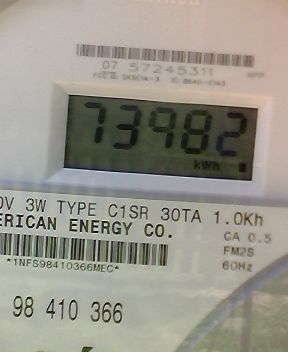 07 57245311
73982
kWh
0V 3W TYPE C1SR 30TA 1.0Kh
ERICAN ENERGY CO.
CA 0.5
FM2S
60Hz
*1NFS98410366MEC*
98 410 366